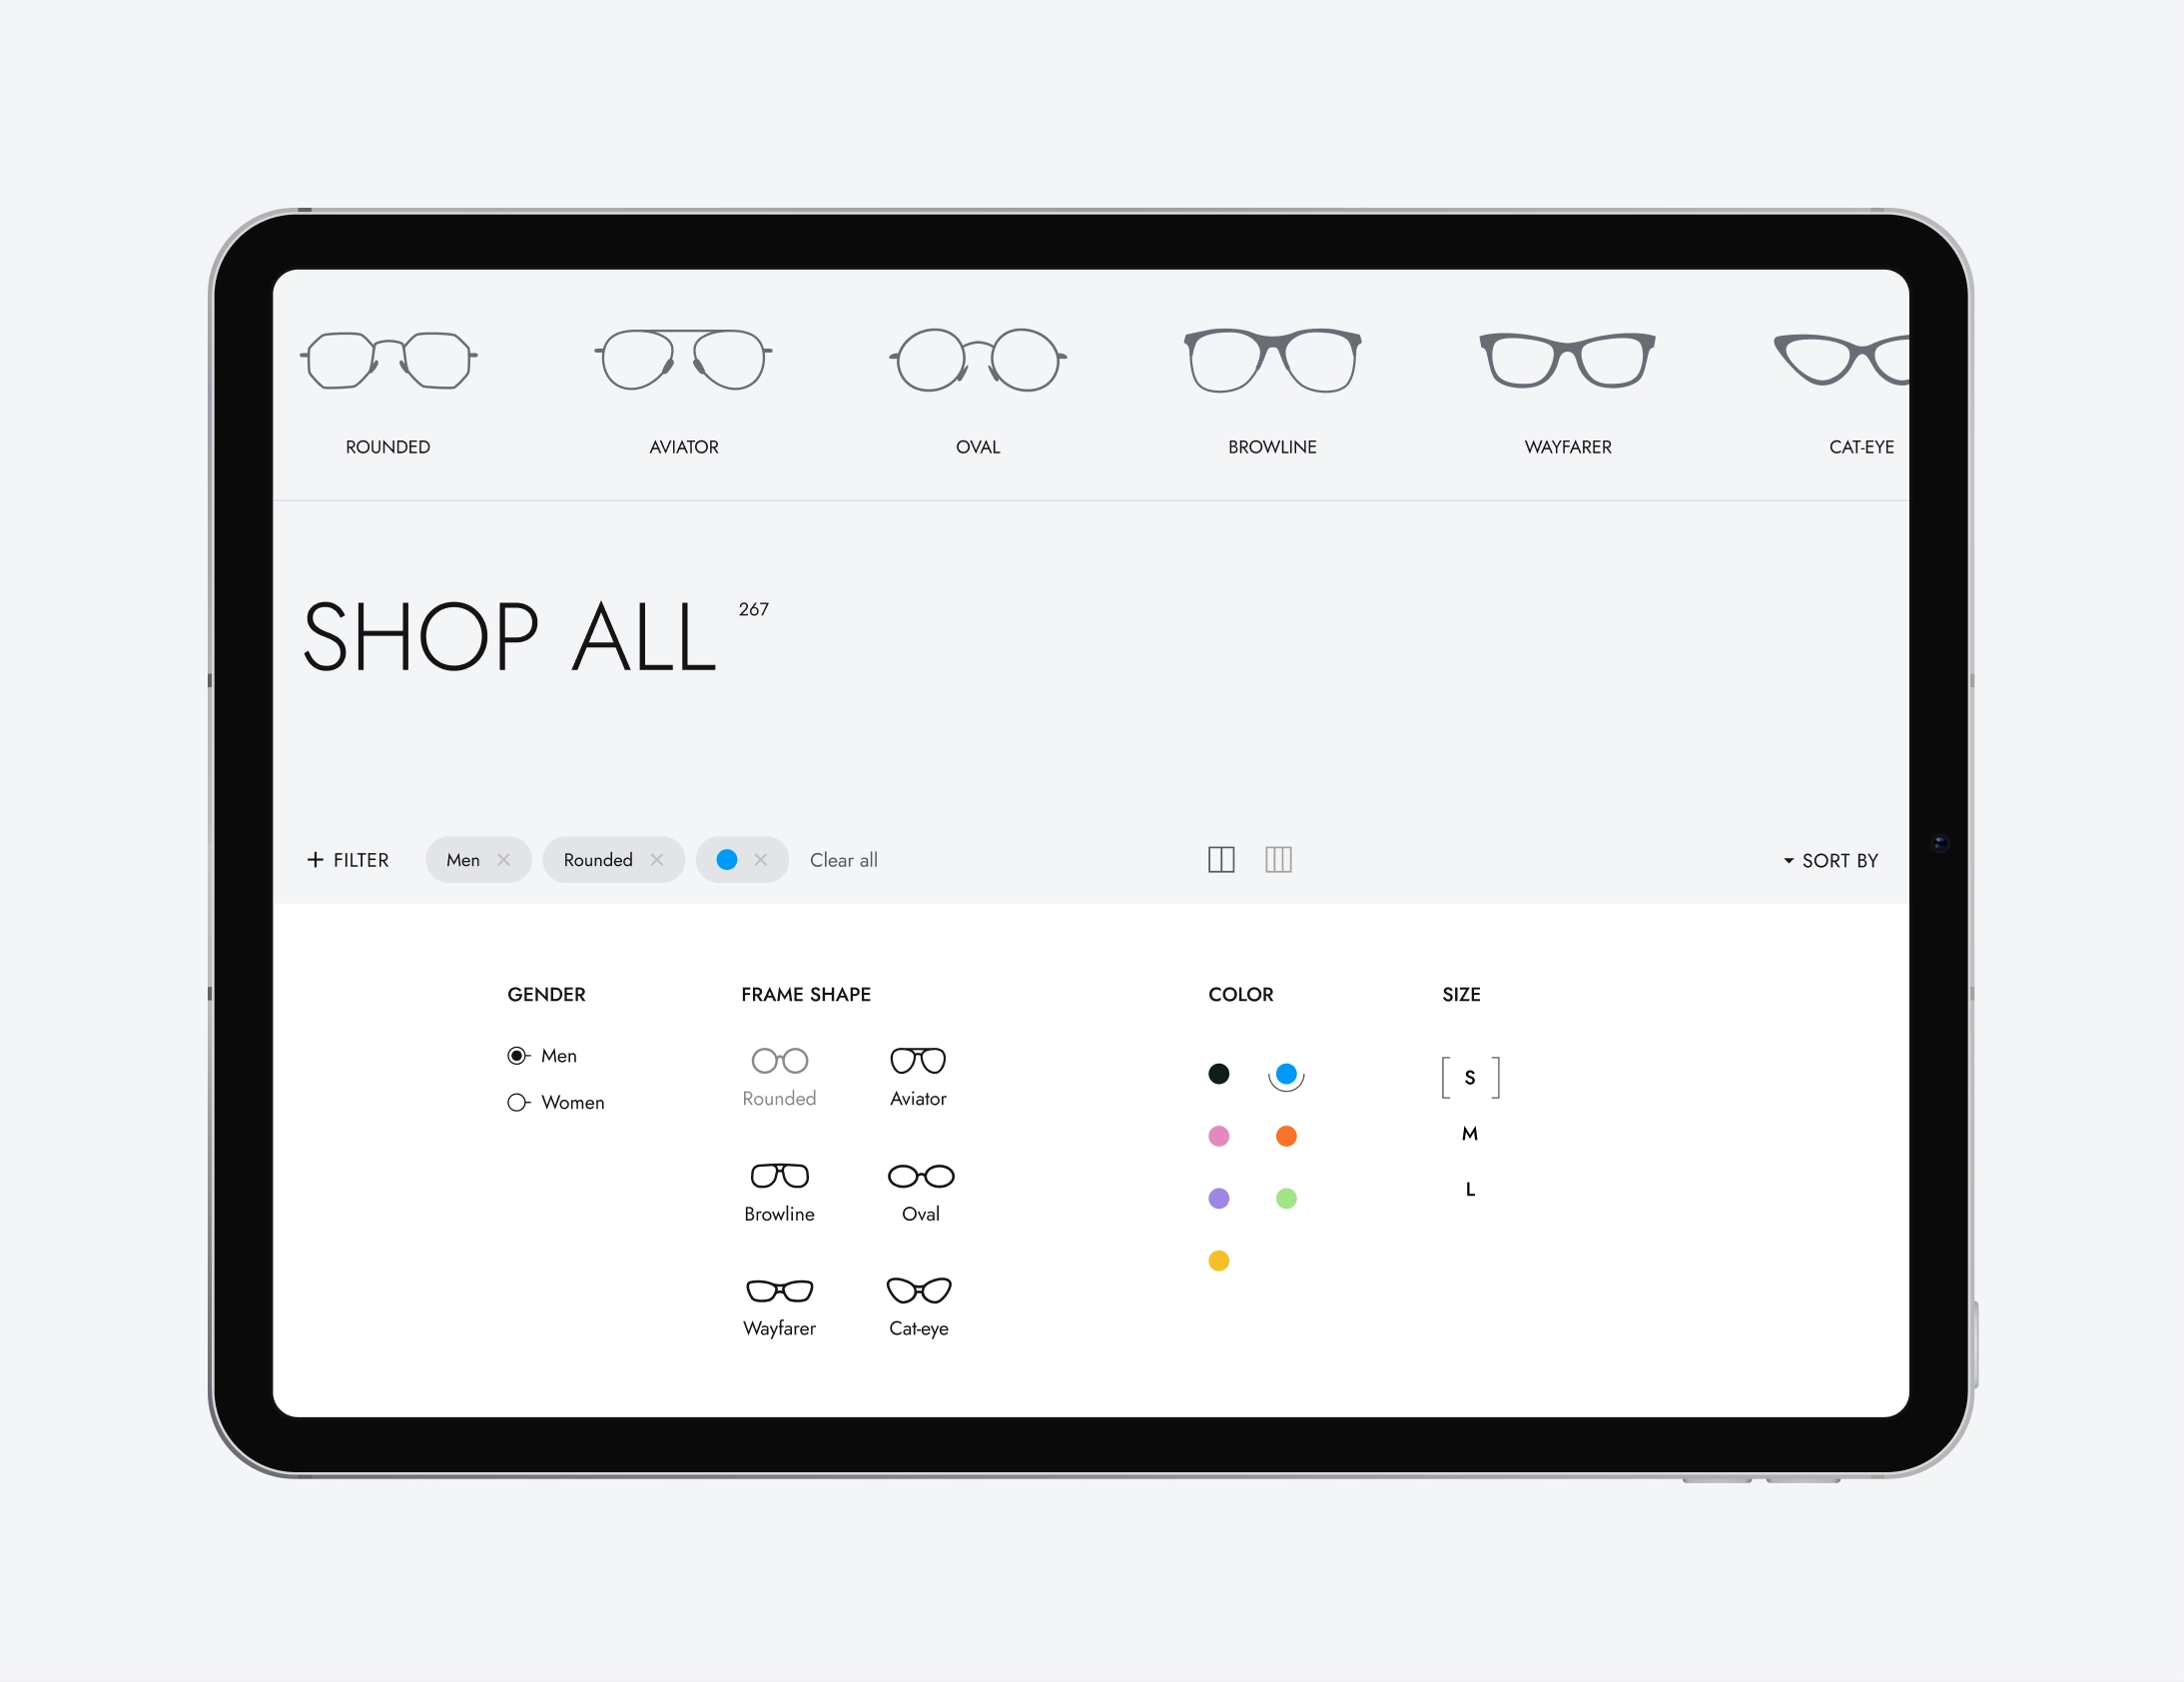 ROUNDED AVIATOR OVAL BROWLINE WAYFARER CAT-EYE
SHOP ALL 267
FILTER Men Rounded Clear all SORT BY
GENDER FRAME SHAPE COLOR SIZE
Men
Women
Rounded Aviator
Browline Oval
Wayfarer Cat-eye
S
M
L